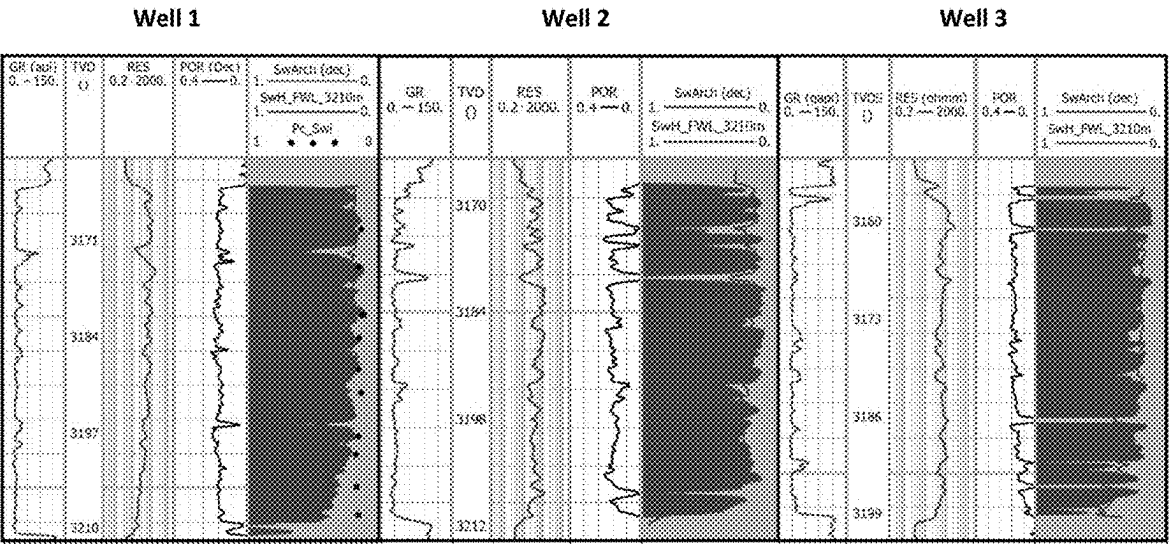 Well 1
Well 2
Well 3
GR (api)
0. 150.
TVD
()
RES
0.2 2000.
POR (Dec)
0.4 0.
SwArch (dec)
1. 0.
SwH_FWL_3210m
1. 0.
Pc_Swi
1 0
3171
3184
3197
3210
GR
0. 150.
TVD
()
RES
0.2 2000.
POR
0.4 0.
SwArch (dec)
1. 0.
SwH_FWL_3210m
1. 0.
3170
3184
3198
3212
GR (gapi)
0. 150.
TVDS
()
RES (ohmm)
0.2 2000.
POR
0.4 0.
SwArch (dec)
1. 0.
SwH_FWL_3210m
1. 0.
3160
3173
3186
3199